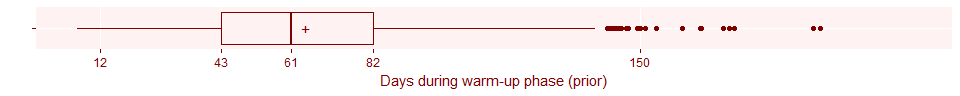 12 43 61 82 150
Days during warm-up phase (prior)